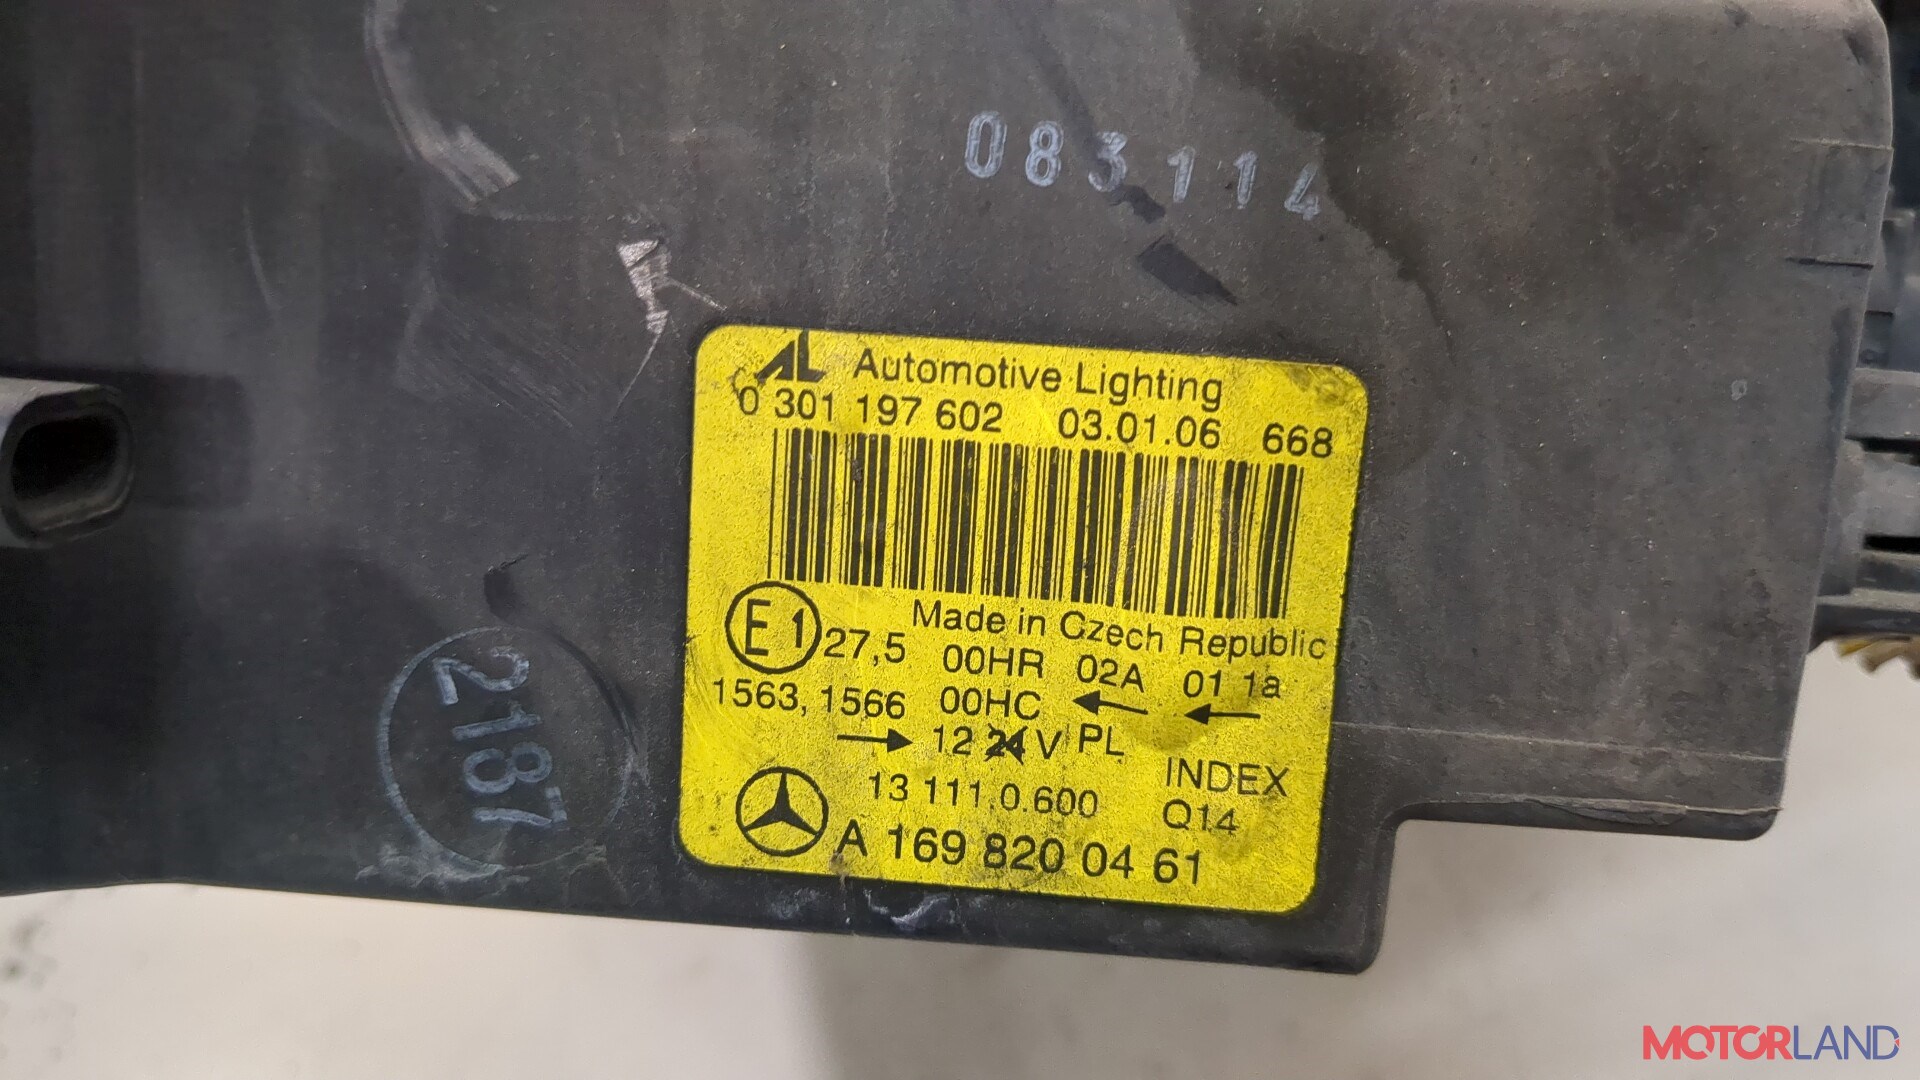 083114
AL Automotive Lighting
0 301 197 602 03.01.06 668
Made in Czech Republic
E1 27,5 00HR 02A 01 1a
1563, 1566 00HC ← ←
→ 12 24 V PL
13 111.0.600 INDEX
Q14
A 169 820 04 61
2187
MOTORLAND